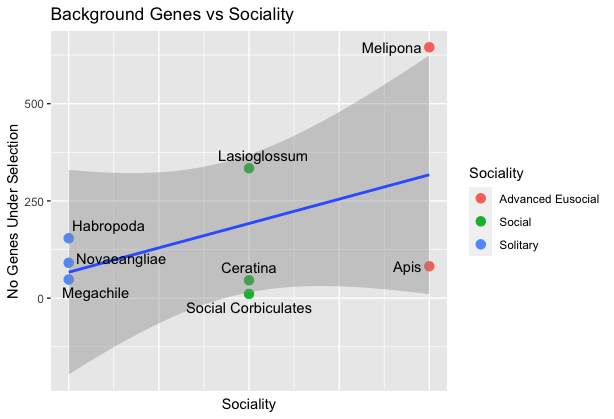 Background Genes vs Sociality
No Genes Under Selection
500
250
0
Melipona
Lasioglossum
Habropoda
Novaeangliae
Megachile
Ceratina
Social Corbiculates
Apis
Sociality
Sociality
Advanced Eusocial
Social
Solitary